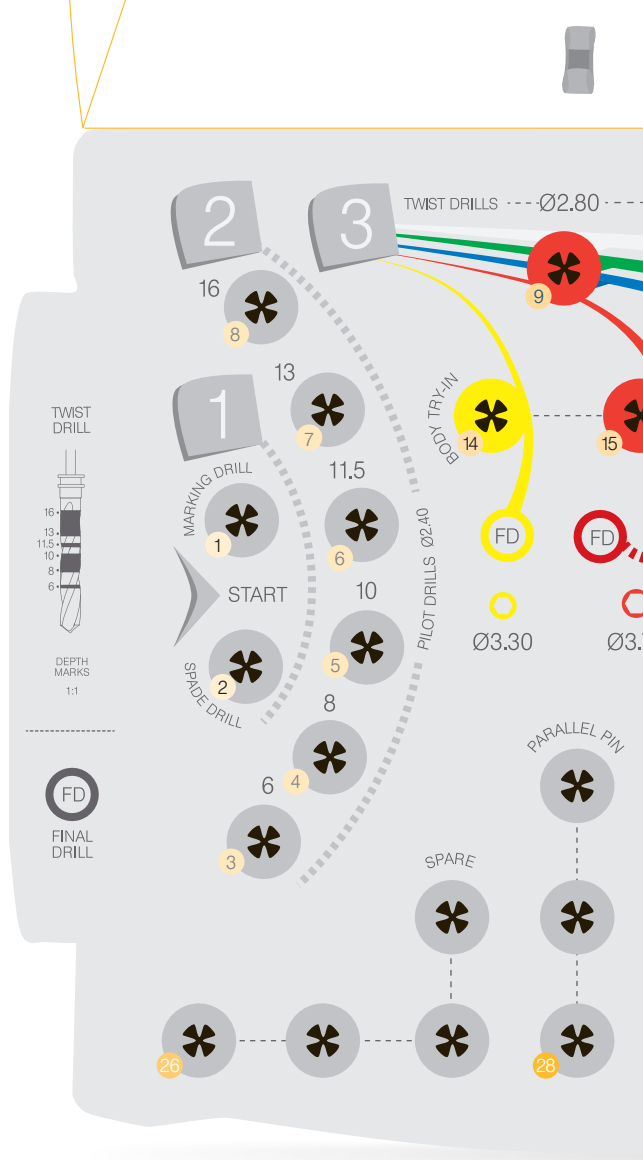 2
3
TWIST DRILLS
Ø2.80
16
8
9
13
7
1
TWIST
DRILL
BODY TRY-IN
14
15
11.5
MARKING DRILL
1
6
16
13
11.5
10
8
6
PILOT DRILLS Ø2.40
FD
FD
START
10
5
Ø3.30
Ø3.
SPADE DRILL
2
DEPTH
MARKS
1:1
8
4
PARALLEL PIN
FD
FINAL
DRILL
6
3
SPARE
26
28